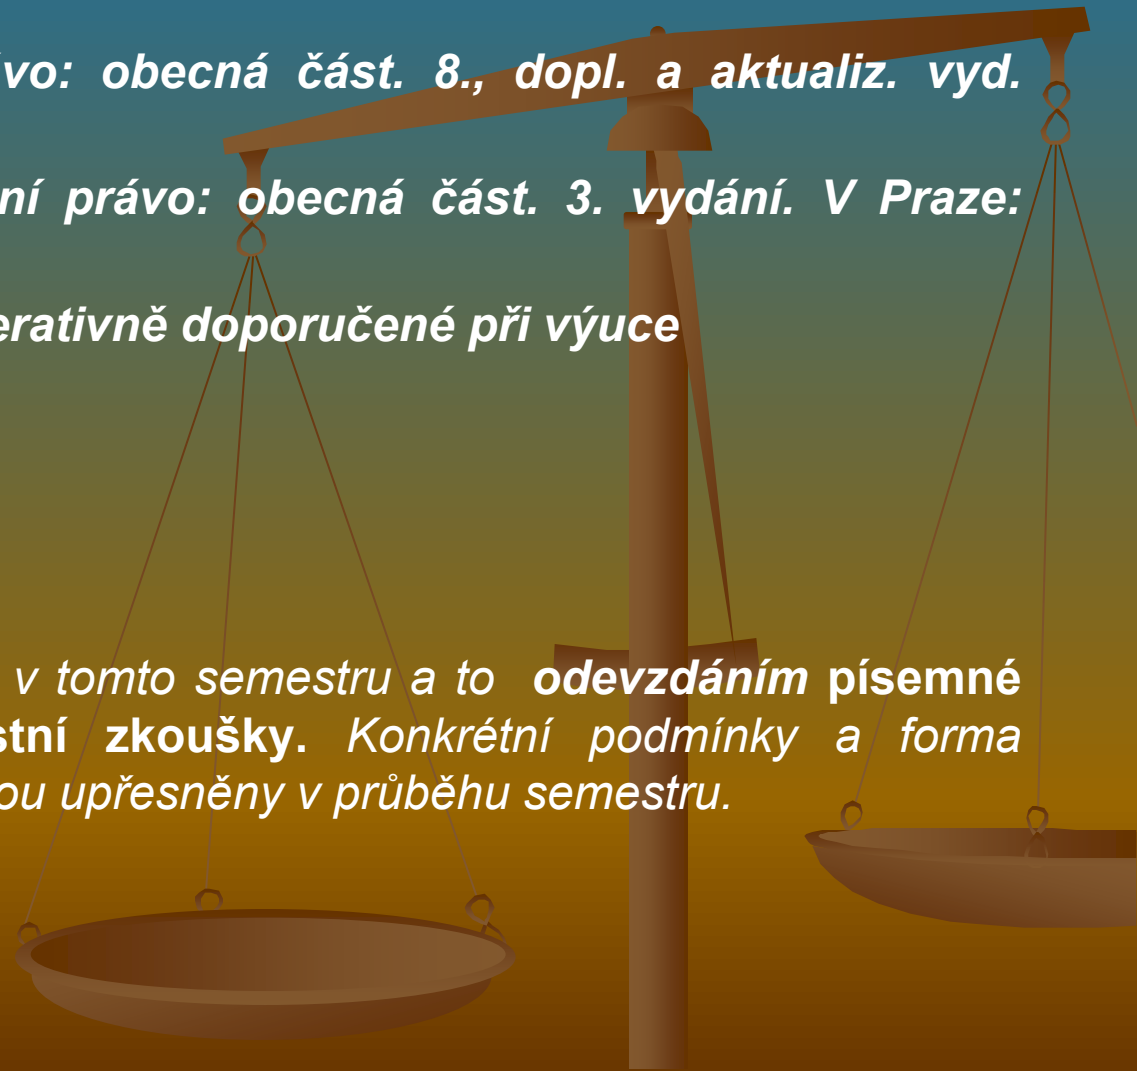 vo: obecná část. 8., dopl. a aktualiz. vyd.
ní právo: obecná část. 3. vydání. V Praze:
erativně doporučené při výuce
v tomto semestru a to odevzdáním písemné
stní zkoušky. Konkrétní podmínky a forma
ou upřesněny v průběhu semestru.